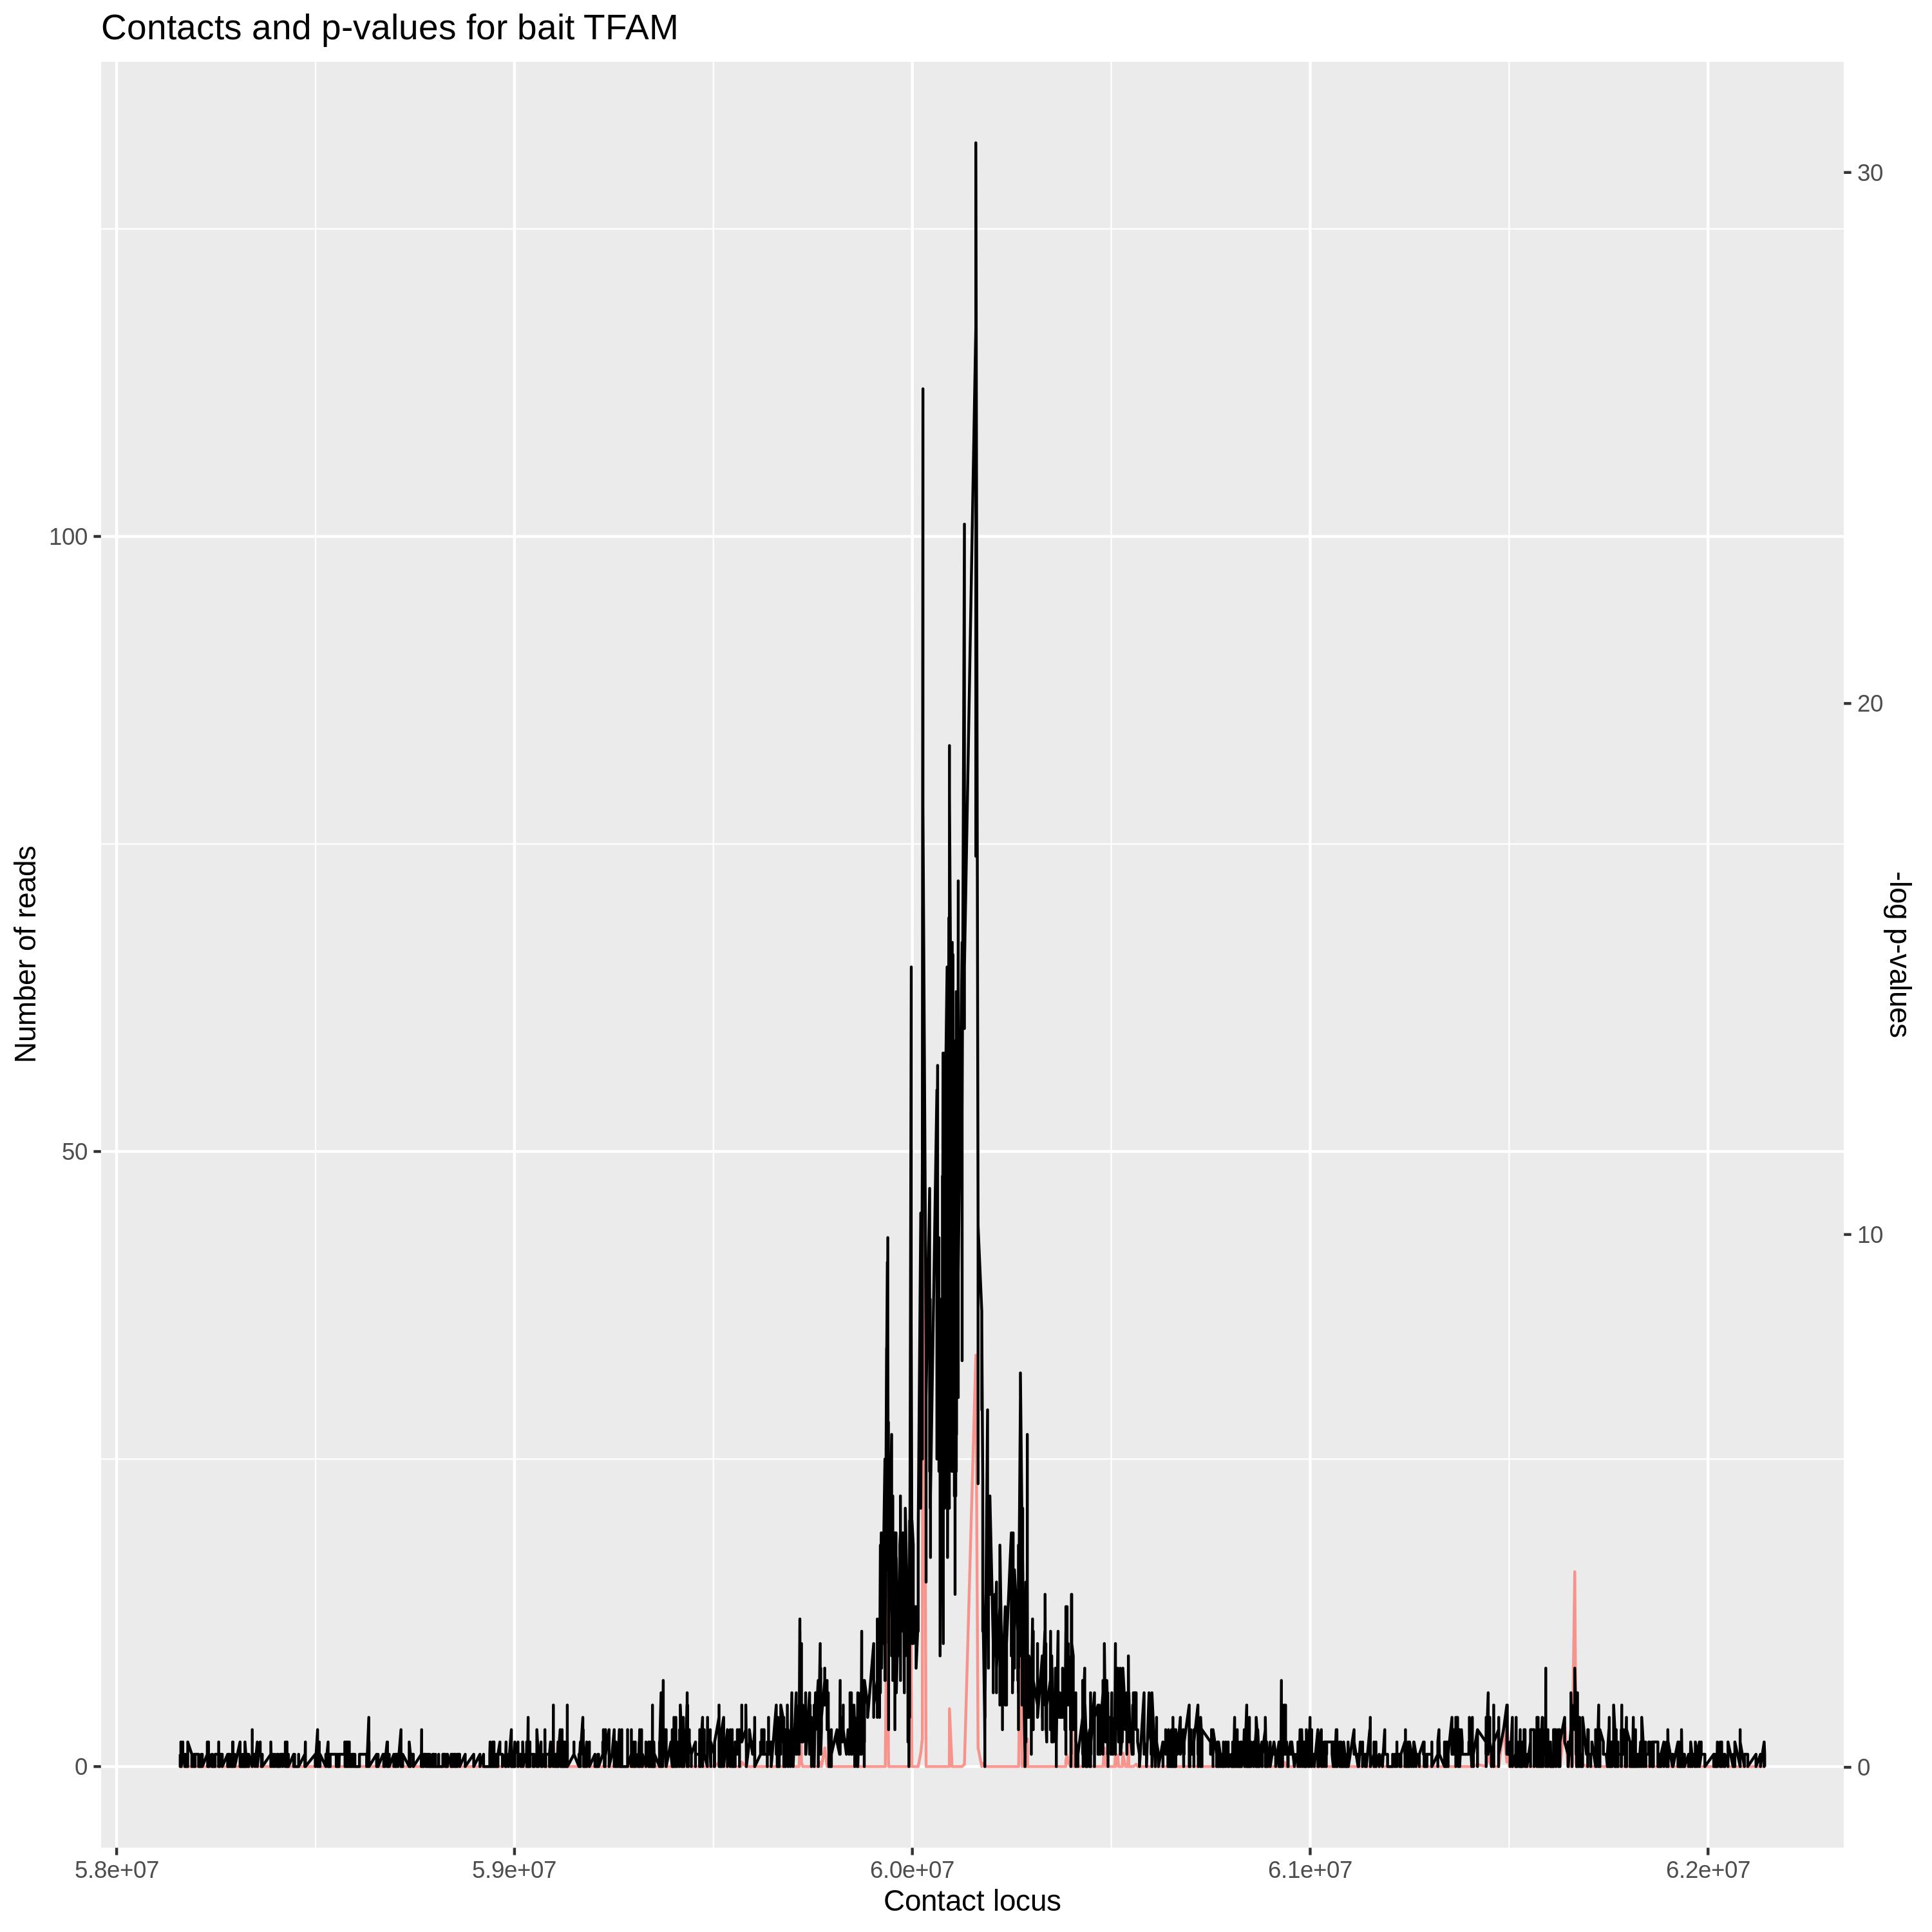 Contacts and p-values for bait TFAM
30
100
20
Number of reads
-log p-values
50
10
0
0
5.8e+07
5.9e+07
6.0e+07
6.1e+07
6.2e+07
Contact locus